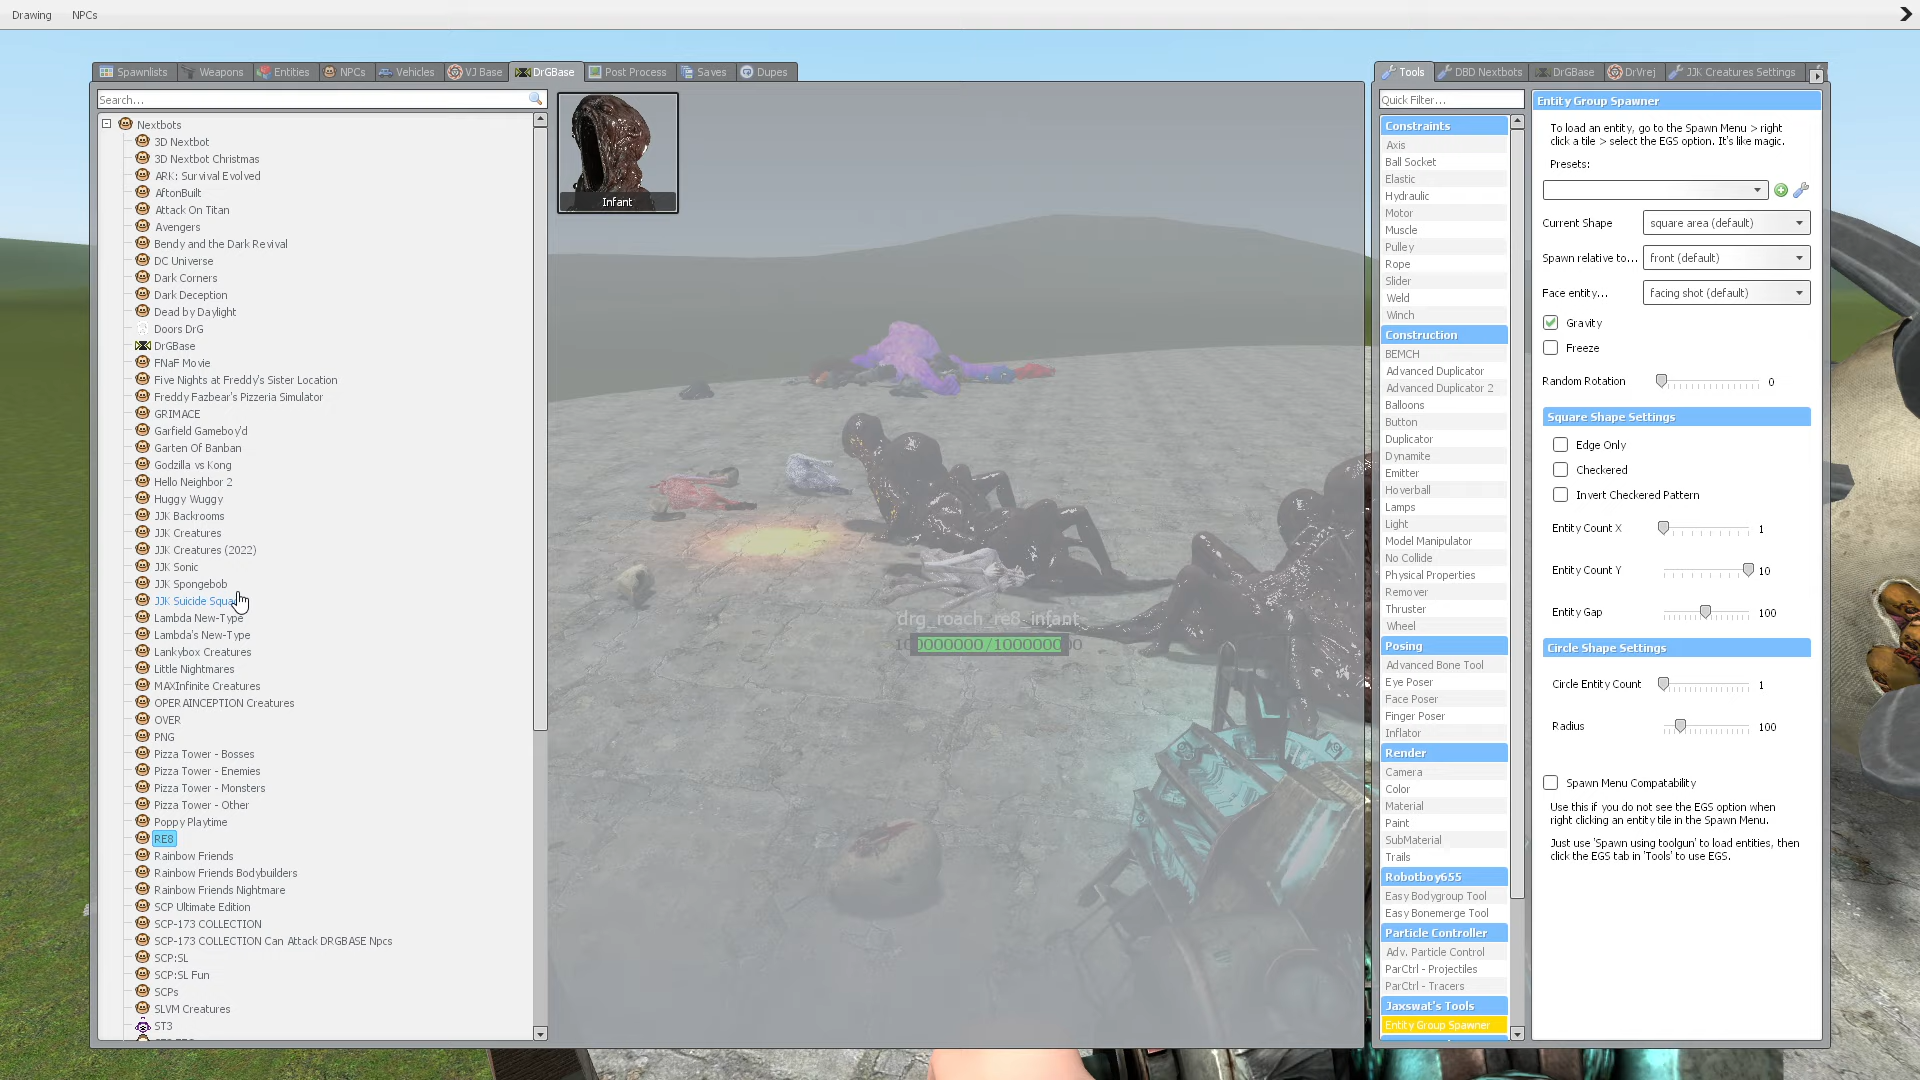 Drawing NPCs
Spawnlists Weapons Entities NPCs Vehicles VJ Base DrGBase Post Process Saves Dupes
Search...
Nextbots
3D Nextbot
3D Nextbot Christmas
ARK: Survival Evolved
AftonBuilt
Attack On Titan
Avengers
Bendy and the Dark Revival
DC Universe
Dark Corners
Dark Deception
Dead by Daylight
Doors DrG
DrGBase
FNaF Movie
Five Nights at Freddy's Sister Location
Freddy Fazbear's Pizzeria Simulator
GRIMACE
Garfield Gameboy'd
Garten Of Banban
Godzilla vs Kong
Hello Neighbor 2
Huggy Wuggy
JJK Backrooms
JJK Creatures
JJK Creatures (2022)
JJK Sonic
JJK Spongebob
JJK Suicide Squa
Lambda New-Type
Lambda's New-Type
Lankybox Creatures
Little Nightmares
MAXInfinite Creatures
OPERAINCEPTION Creatures
OVER
PNG
Pizza Tower - Bosses
Pizza Tower - Enemies
Pizza Tower - Monsters
Pizza Tower - Other
Poppy Playtime
RE8
Rainbow Friends
Rainbow Friends Bodybuilders
Rainbow Friends Nightmare
SCP Ultimate Edition
SCP-173 COLLECTION
SCP-173 COLLECTION Can Attack DRGBASE Npcs
SCP:SL
SCP:SL Fun
SCPs
SLVM Creatures
ST3
Infant
drg_roach_re8_infant
100000000/100000000
Tools DBD Nextbots DrGBase DrVrej JJK Creatures Settings
Quick Filter...
Constraints
Axis
Ball Socket
Elastic
Hydraulic
Motor
Muscle
Pulley
Rope
Slider
Weld
Winch
Construction
BEMCH
Advanced Duplicator
Advanced Duplicator 2
Balloons
Button
Duplicator
Dynamite
Emitter
Hoverball
Lamps
Light
Model Manipulator
No Collide
Physical Properties
Remover
Thruster
Wheel
Posing
Advanced Bone Tool
Eye Poser
Face Poser
Finger Poser
Inflator
Render
Camera
Color
Material
Paint
SubMaterial
Trails
Robotboy655
Easy Bodygroup Tool
Easy Bonemerge Tool
Particle Controller
Adv. Particle Control
ParCtrl - Projectiles
ParCtrl - Tracers
Jaxswat's Tools
Entity Group Spawner
Entity Group Spawner
To load an entity, go to the Spawn Menu > right
click a tile > select the EGS option. It's like magic.
Presets:
Current Shape square area (default)
Spawn relative to... front (default)
Face entity... facing shot (default)
Gravity
Freeze
Random Rotation 0
Square Shape Settings
Edge Only
Checkered
Invert Checkered Pattern
Entity Count X 1
Entity Count Y 10
Entity Gap 100
Circle Shape Settings
Circle Entity Count 1
Radius 100
Spawn Menu Compatability
Use this if you do not see the EGS option when
right clicking an entity tile in the Spawn Menu.
Just use 'Spawn using toolgun' to load entities, then
click the EGS tab in 'Tools' to use EGS.